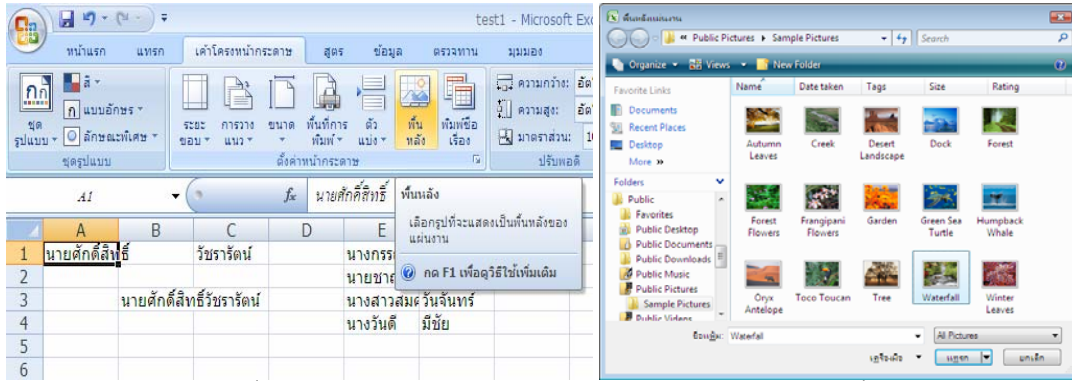 test1 - Microsoft Exc
หน้าแรก แทรก เค้าโครงหน้ากระดาษ สูตร ข้อมูล ตรวจทาน มุมมอง
ชุดรูปแบบ
สี
แบบอักษร
ลักษณะพิเศษ
ระยะขอบ
การวางแนว
ขนาด
พื้นที่การพิมพ์
ตัวแบ่ง
พื้นหลัง
พิมพ์ชื่อเรื่อง
ความกว้าง: อัต
ความสูง: อัต
มาตราส่วน: 10
ชุดรูปแบบ ตั้งค่าหน้ากระดาษ ปรับพอดี
A1 fx นายศักดิ์สิทธิ์
พื้นหลัง
เลือกรูปที่จะแสดงเป็นพื้นหลังของ
แผ่นงาน
กด F1 เพื่อดูวิธีใช้เพิ่มเติม
A B C D E
1 นายศักดิ์สิทธิ์ วัชรารัตน์
2 นายชา
3 นายศักดิ์สิทธิ์วัชรารัตน์ นางสาวสม วันจันทร์
4 นางวันดี มีชัย
5
6
พื้นหลังแผ่นงาน
« Public Pictures Sample Pictures Search
Organize Views New Folder
Favorite Links
Documents
Recent Places
Desktop
More »
Folders
Public
Favorites
Public Desktop
Public Documents
Public Downloads
Public Music
Public Pictures
Sample Pictures
Public Videos
Name Date taken Tags Size Rating
Autumn Leaves
Creek
Desert Landscape
Dock
Forest
Forest Flowers
Frangipani Flowers
Garden
Green Sea Turtle
Humpback Whale
Oryx Antelope
Toco Toucan
Tree
Waterfall
Winter Leaves
ชื่อแฟ้ม: Waterfall All Pictures
เครื่องมือ แทรก ยกเลิก